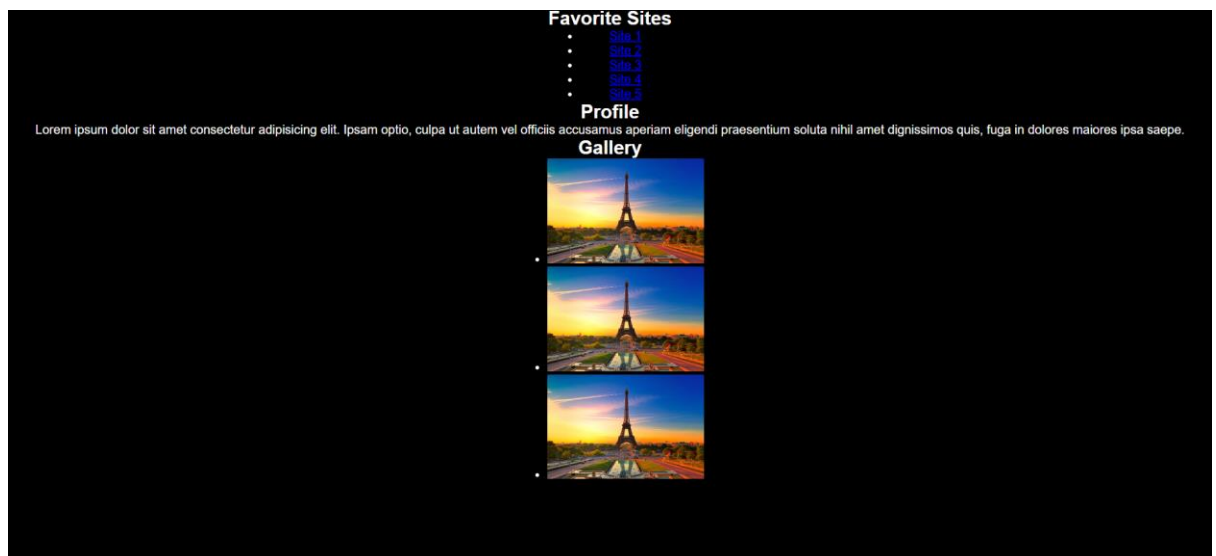 Favorite Sites
Site 1
Site 2
Site 3
Site 4
Site 5
Profile
Lorem ipsum dolor sit amet consectetur adipisicing elit. Ipsam optio, culpa ut autem vel officiis accusamus aperiam eligendi praesentium soluta nihil amet dignissimos quis, fuga in dolores maiores ipsa saepe.
Gallery